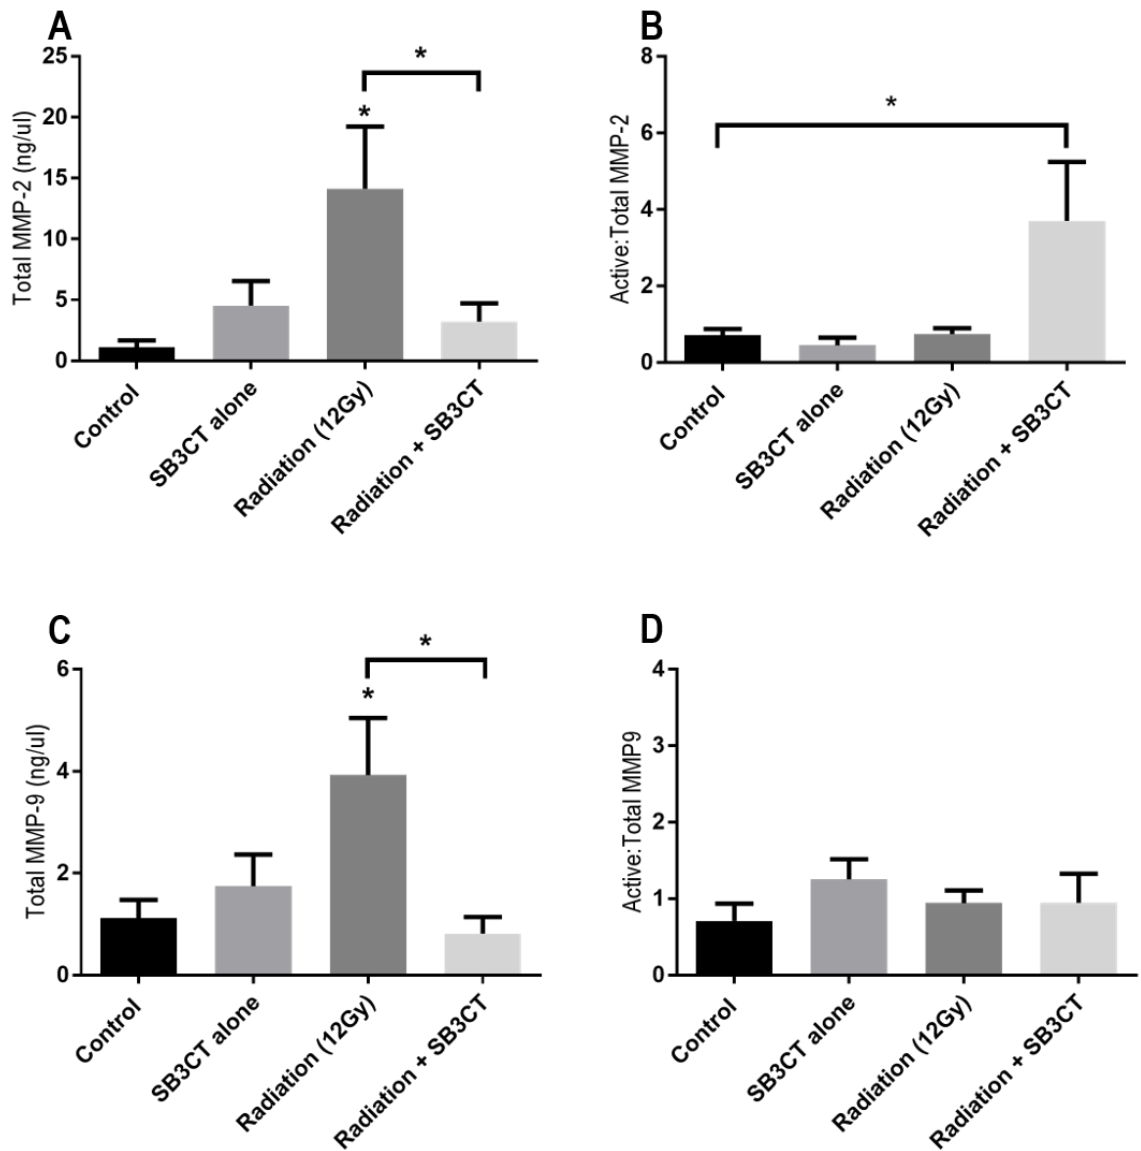 A
25
20
15
10
5
0
Total MMP-2 (ng/ul)
*
*
Control
SB3CT alone
Radiation (12Gy)
Radiation + SB3CT
B
8
6
4
2
0
Active:Total MMP-2
*
Control
SB3CT alone
Radiation (12Gy)
Radiation + SB3CT
C
6
4
2
0
Total MMP-9 (ng/ul)
*
*
Control
SB3CT alone
Radiation (12Gy)
Radiation + SB3CT
D
4
3
2
1
0
Active:Total MMP9
Control
SB3CT alone
Radiation (12Gy)
Radiation + SB3CT